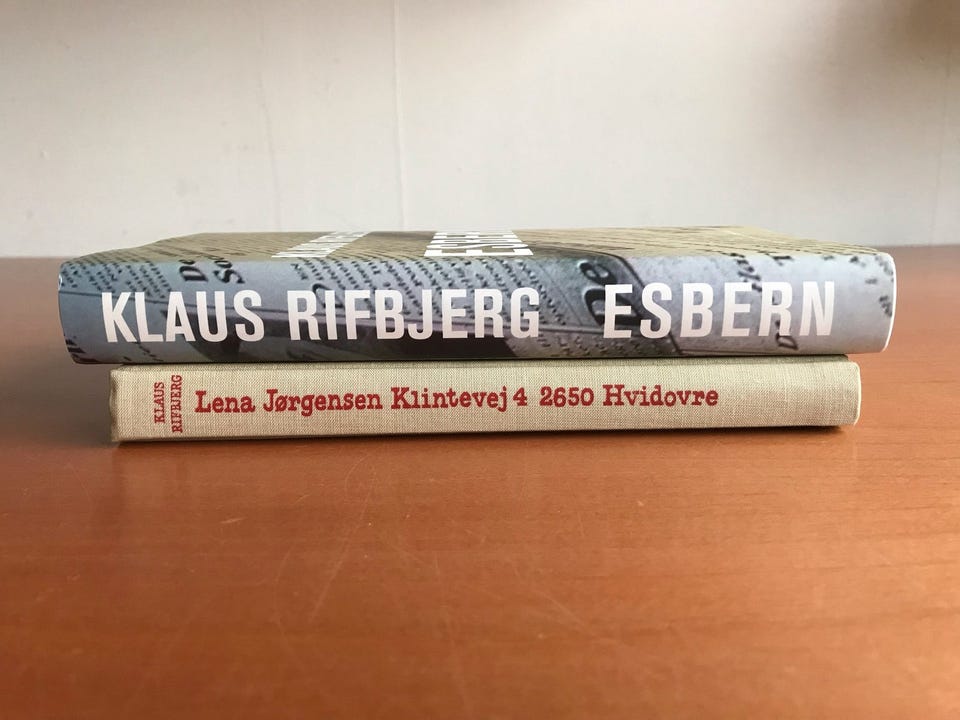 KLAUS RIFBJERG ESBERN
KLAUS
RIFBJERG
Lena Jørgensen Klintevej 4 2650 Hvidovre